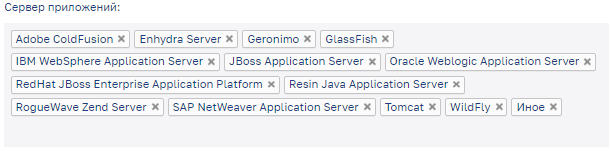 Сервер приложений:
Adobe ColdFusion × Enhydra Server × Geronimo × GlassFish ×
IBM WebSphere Application Server × JBoss Application Server × Oracle Weblogic Application Server ×
RedHat JBoss Enterprise Application Platform × Resin Java Application Server ×
RogueWave Zend Server × SAP NetWeaver Application Server × Tomcat × WildFly × Иное ×